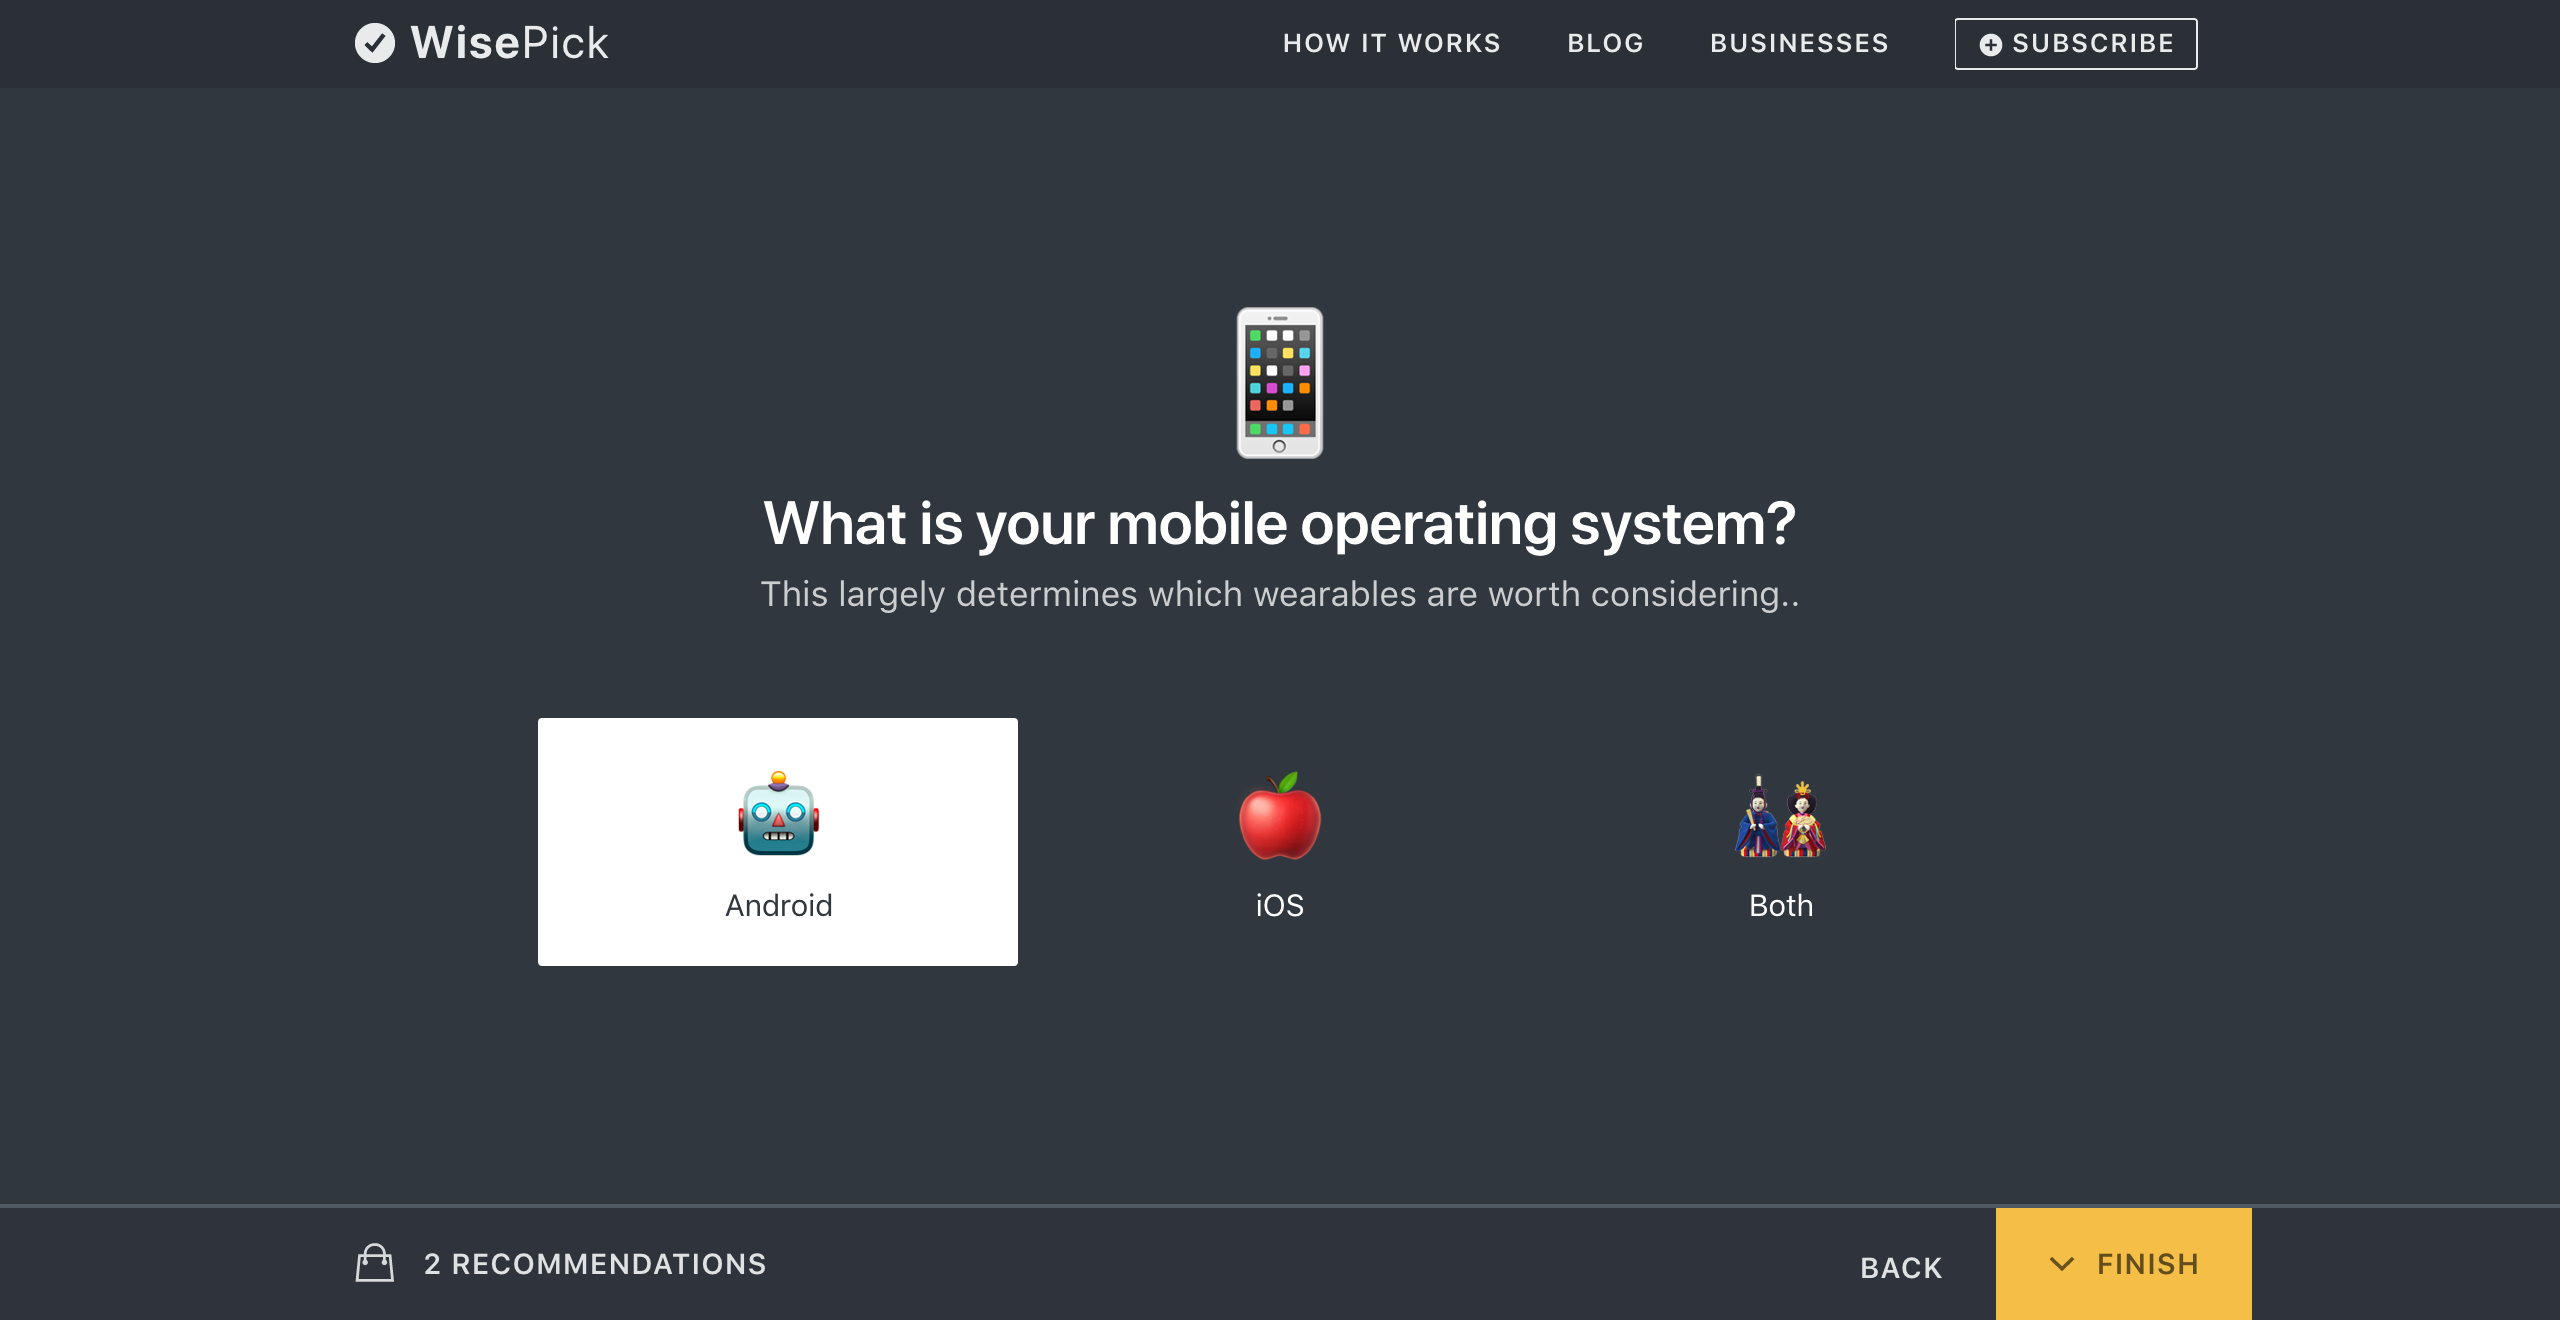 WisePick
HOW IT WORKS
BLOG
BUSINESSES
SUBSCRIBE
What is your mobile operating system?
This largely determines which wearables are worth considering..
Android
iOS
Both
2 RECOMMENDATIONS
BACK
FINISH